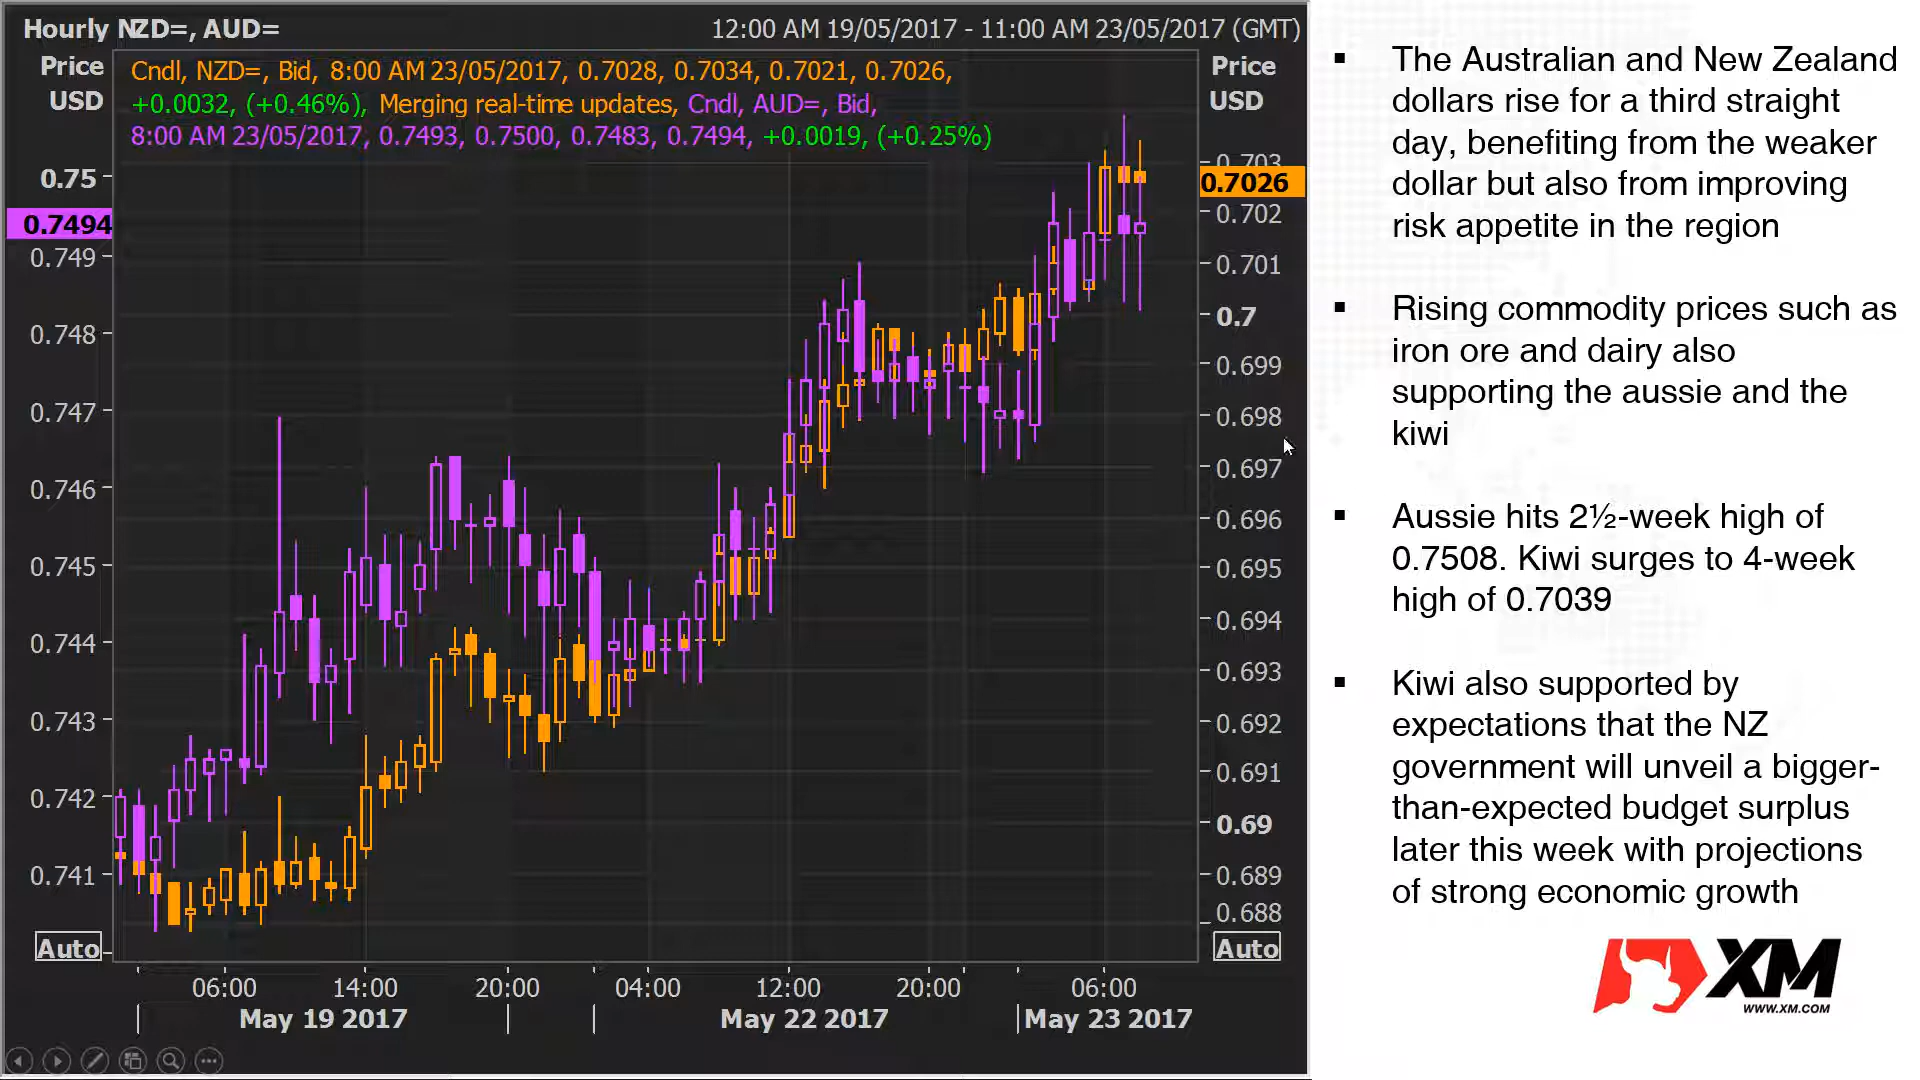 Hourly NZD=, AUD=
12:00 AM 19/05/2017 - 11:00 AM 23/05/2017 (GMT)
Price
USD
Cndl, NZD=, Bid, 8:00 AM 23/05/2017, 0.7028, 0.7034, 0.7021, 0.7026,
+0.0032, (+0.46%), Merging real-time updates, Cndl, AUD=, Bid,
8:00 AM 23/05/2017, 0.7493, 0.7500, 0.7483, 0.7494, +0.0019, (+0.25%)
Price
USD
0.75
0.7494
0.749
0.748
0.747
0.746
0.745
0.744
0.743
0.742
0.741
Auto
0.703
0.7026
0.702
0.701
0.7
0.699
0.698
0.697
0.696
0.695
0.694
0.693
0.692
0.691
0.69
0.689
0.688
Auto
06:00 14:00 20:00 04:00 12:00 20:00 06:00
May 19 2017 May 22 2017 May 23 2017
▪ The Australian and New Zealand
dollars rise for a third straight
day, benefiting from the weaker
dollar but also from improving
risk appetite in the region
▪ Rising commodity prices such as
iron ore and dairy also
supporting the aussie and the
kiwi
▪ Aussie hits 2½-week high of
0.7508. Kiwi surges to 4-week
high of 0.7039
▪ Kiwi also supported by
expectations that the NZ
government will unveil a bigger-
than-expected budget surplus
later this week with projections
of strong economic growth
XM
WWW.XM.COM